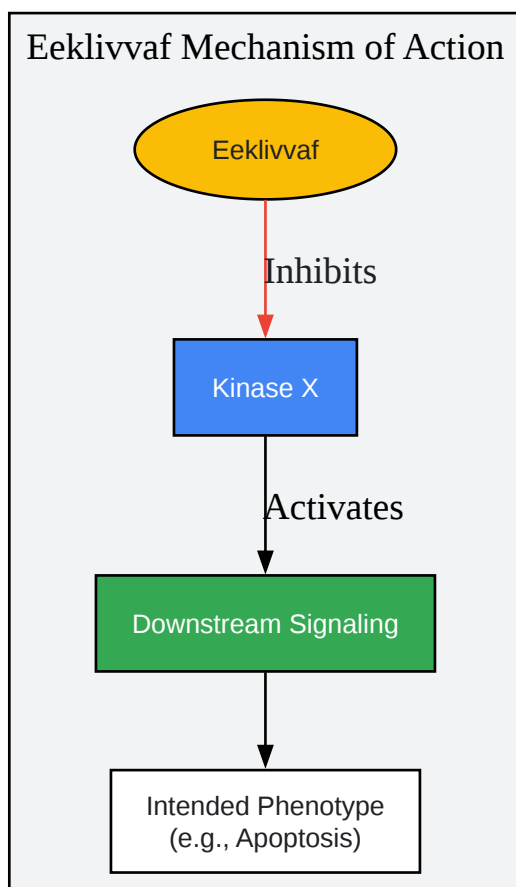 Eeklivvaf Mechanism of Action
Eeklivvaf
Inhibits
Kinase X
Activates
Downstream Signaling
Intended Phenotype
(e.g., Apoptosis)